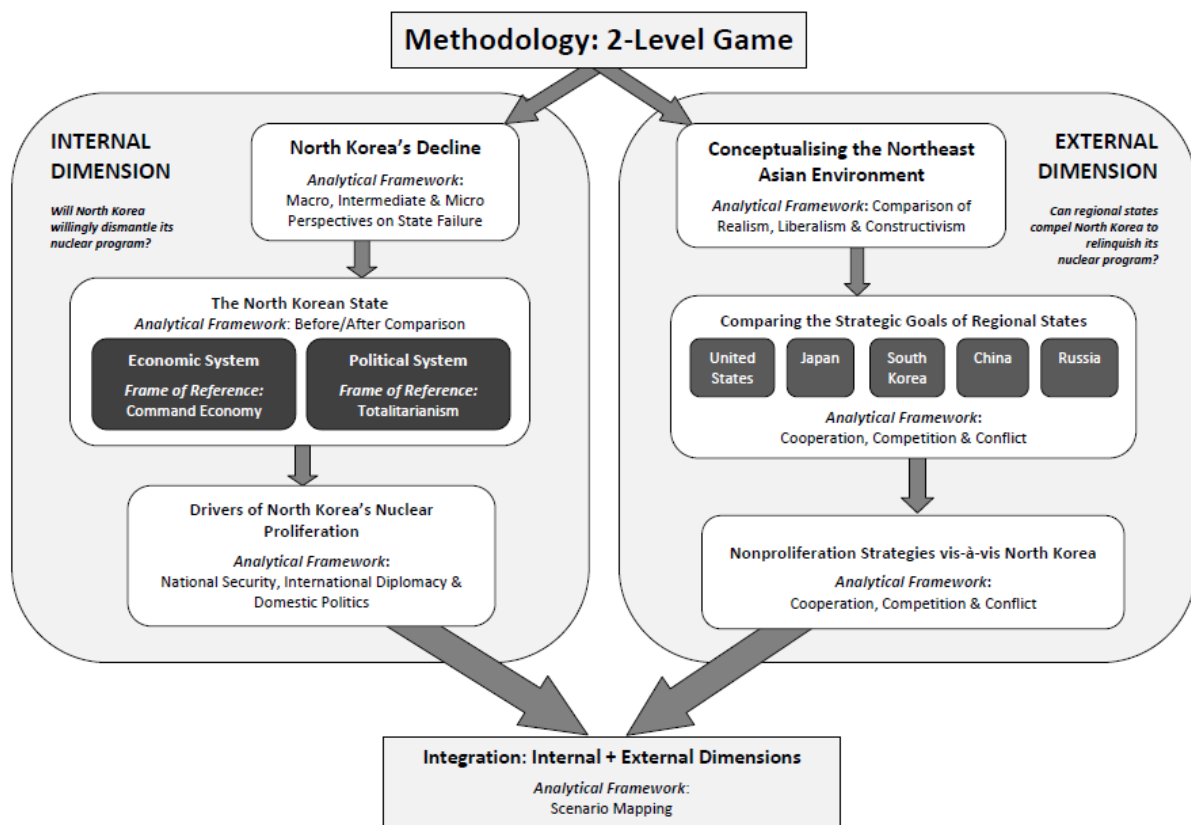 Methodology: 2-Level Game
INTERNAL
DIMENSION
Will North Korea
willingly dismantle its
nuclear program?
North Korea's Decline
Analytical Framework:
Macro, Intermediate & Micro
Perspectives on State Failure
The North Korean State
Analytical Framework: Before/After Comparison
Economic System
Frame of Reference:
Command Economy
Political System
Frame of Reference:
Totalitarianism
Drivers of North Korea's Nuclear
Proliferation
Analytical Framework:
National Security, International Diplomacy &
Domestic Politics
EXTERNAL
DIMENSION
Can regional states
compel North Korea to
relinquish its
nuclear program?
Conceptualising the Northeast
Asian Environment
Analytical Framework: Comparison of
Realism, Liberalism & Constructivism
Comparing the Strategic Goals of Regional States
United
States
Japan
South
Korea
China
Russia
Analytical Framework:
Cooperation, Competition & Conflict
Nonproliferation Strategies vis-à-vis North Korea
Analytical Framework:
Cooperation, Competition & Conflict
Integration: Internal + External Dimensions
Analytical Framework:
Scenario Mapping